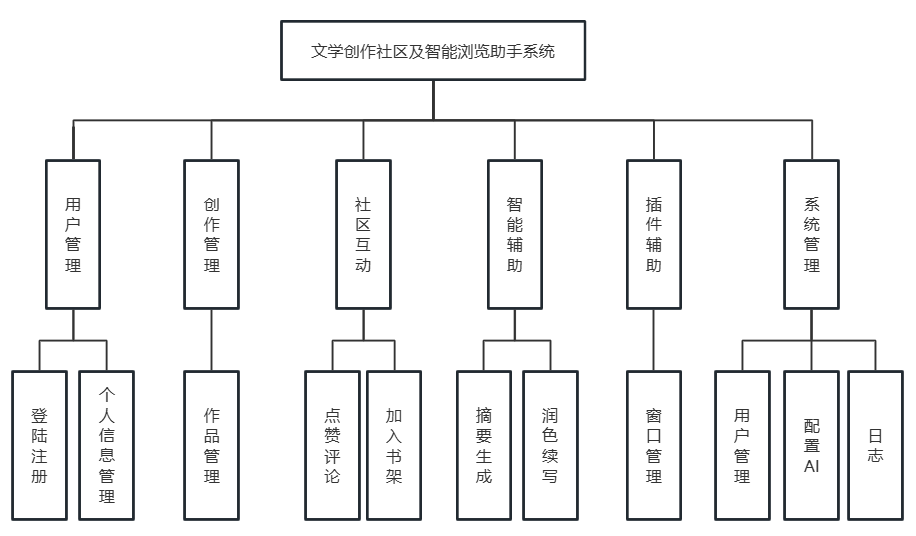 文学创作社区及智能浏览助手系统
用户管理
创作管理
社区互动
智能辅助
插件辅助
系统管理
登陆注册
个人信息管理
作品管理
点赞评论
加入书架
摘要生成
润色续写
窗口管理
用户管理
配置AI
日志